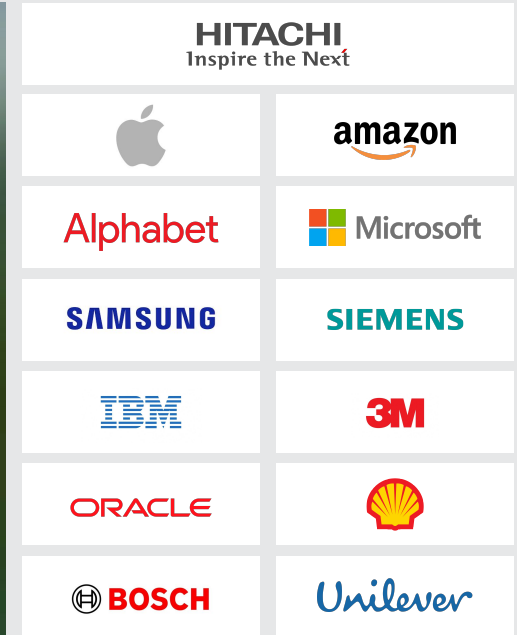 HITACHI
Inspire the Next
amazon
Alphabet
Microsoft
SAMSUNG
SIEMENS
IBM
3M
ORACLE
BOSCH
Unilever